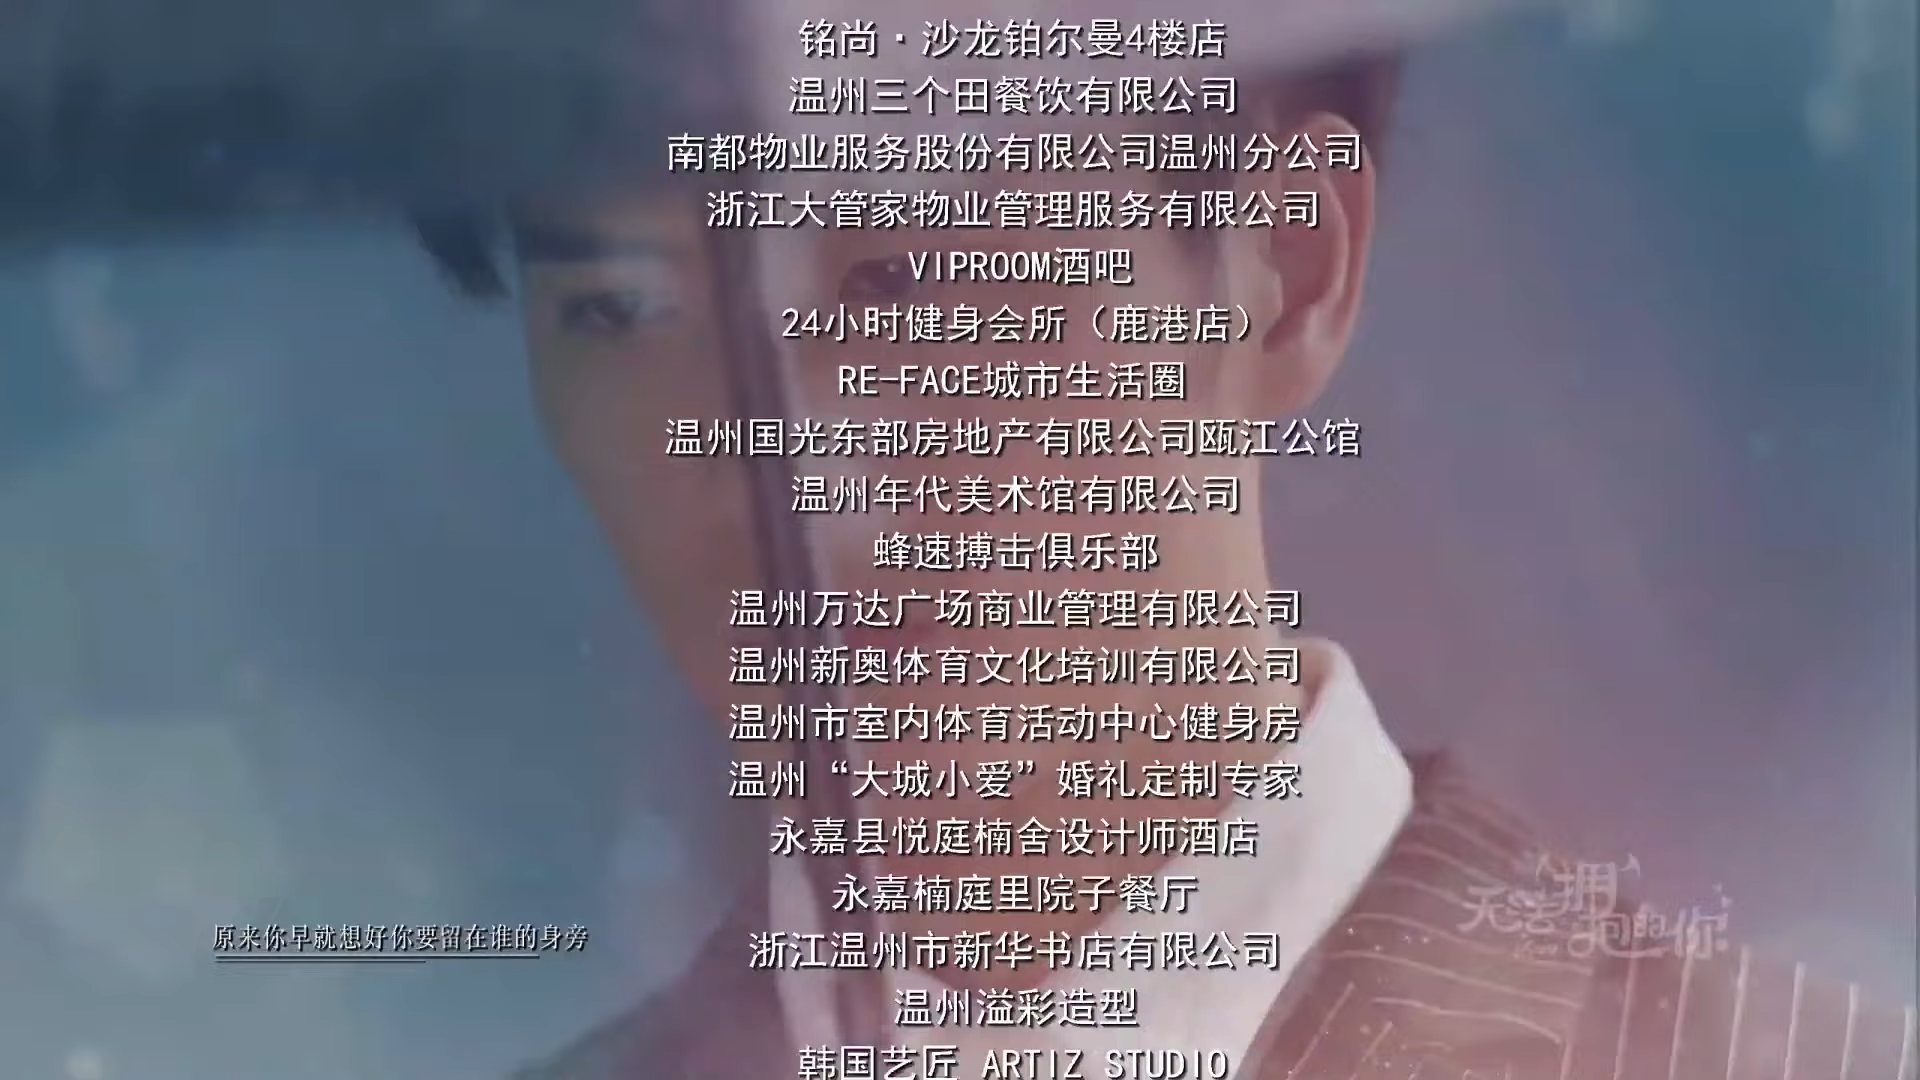 铭尚·沙龙铂尔曼4楼店
温州三个田餐饮有限公司
南都物业服务股份有限公司温州分公司
浙江大管家物业管理服务有限公司
VIPROOM酒吧
24小时健身会所（鹿港店）
RE-FACE城市生活圈
温州国光东部房地产有限公司瓯江公馆
温州年代美术馆有限公司
蜂速搏击俱乐部
温州万达广场商业管理有限公司
温州新奥体育文化培训有限公司
温州市室内体育活动中心健身房
温州“大城小爱”婚礼定制专家
永嘉县悦庭楠舍设计师酒店
永嘉楠庭里院子餐厅
无法拥抱的你
原来你早就想好你要留在谁的身旁
浙江温州市新华书店有限公司
温州溢彩造型
韩国艺匠 ARTIZ STUDIO